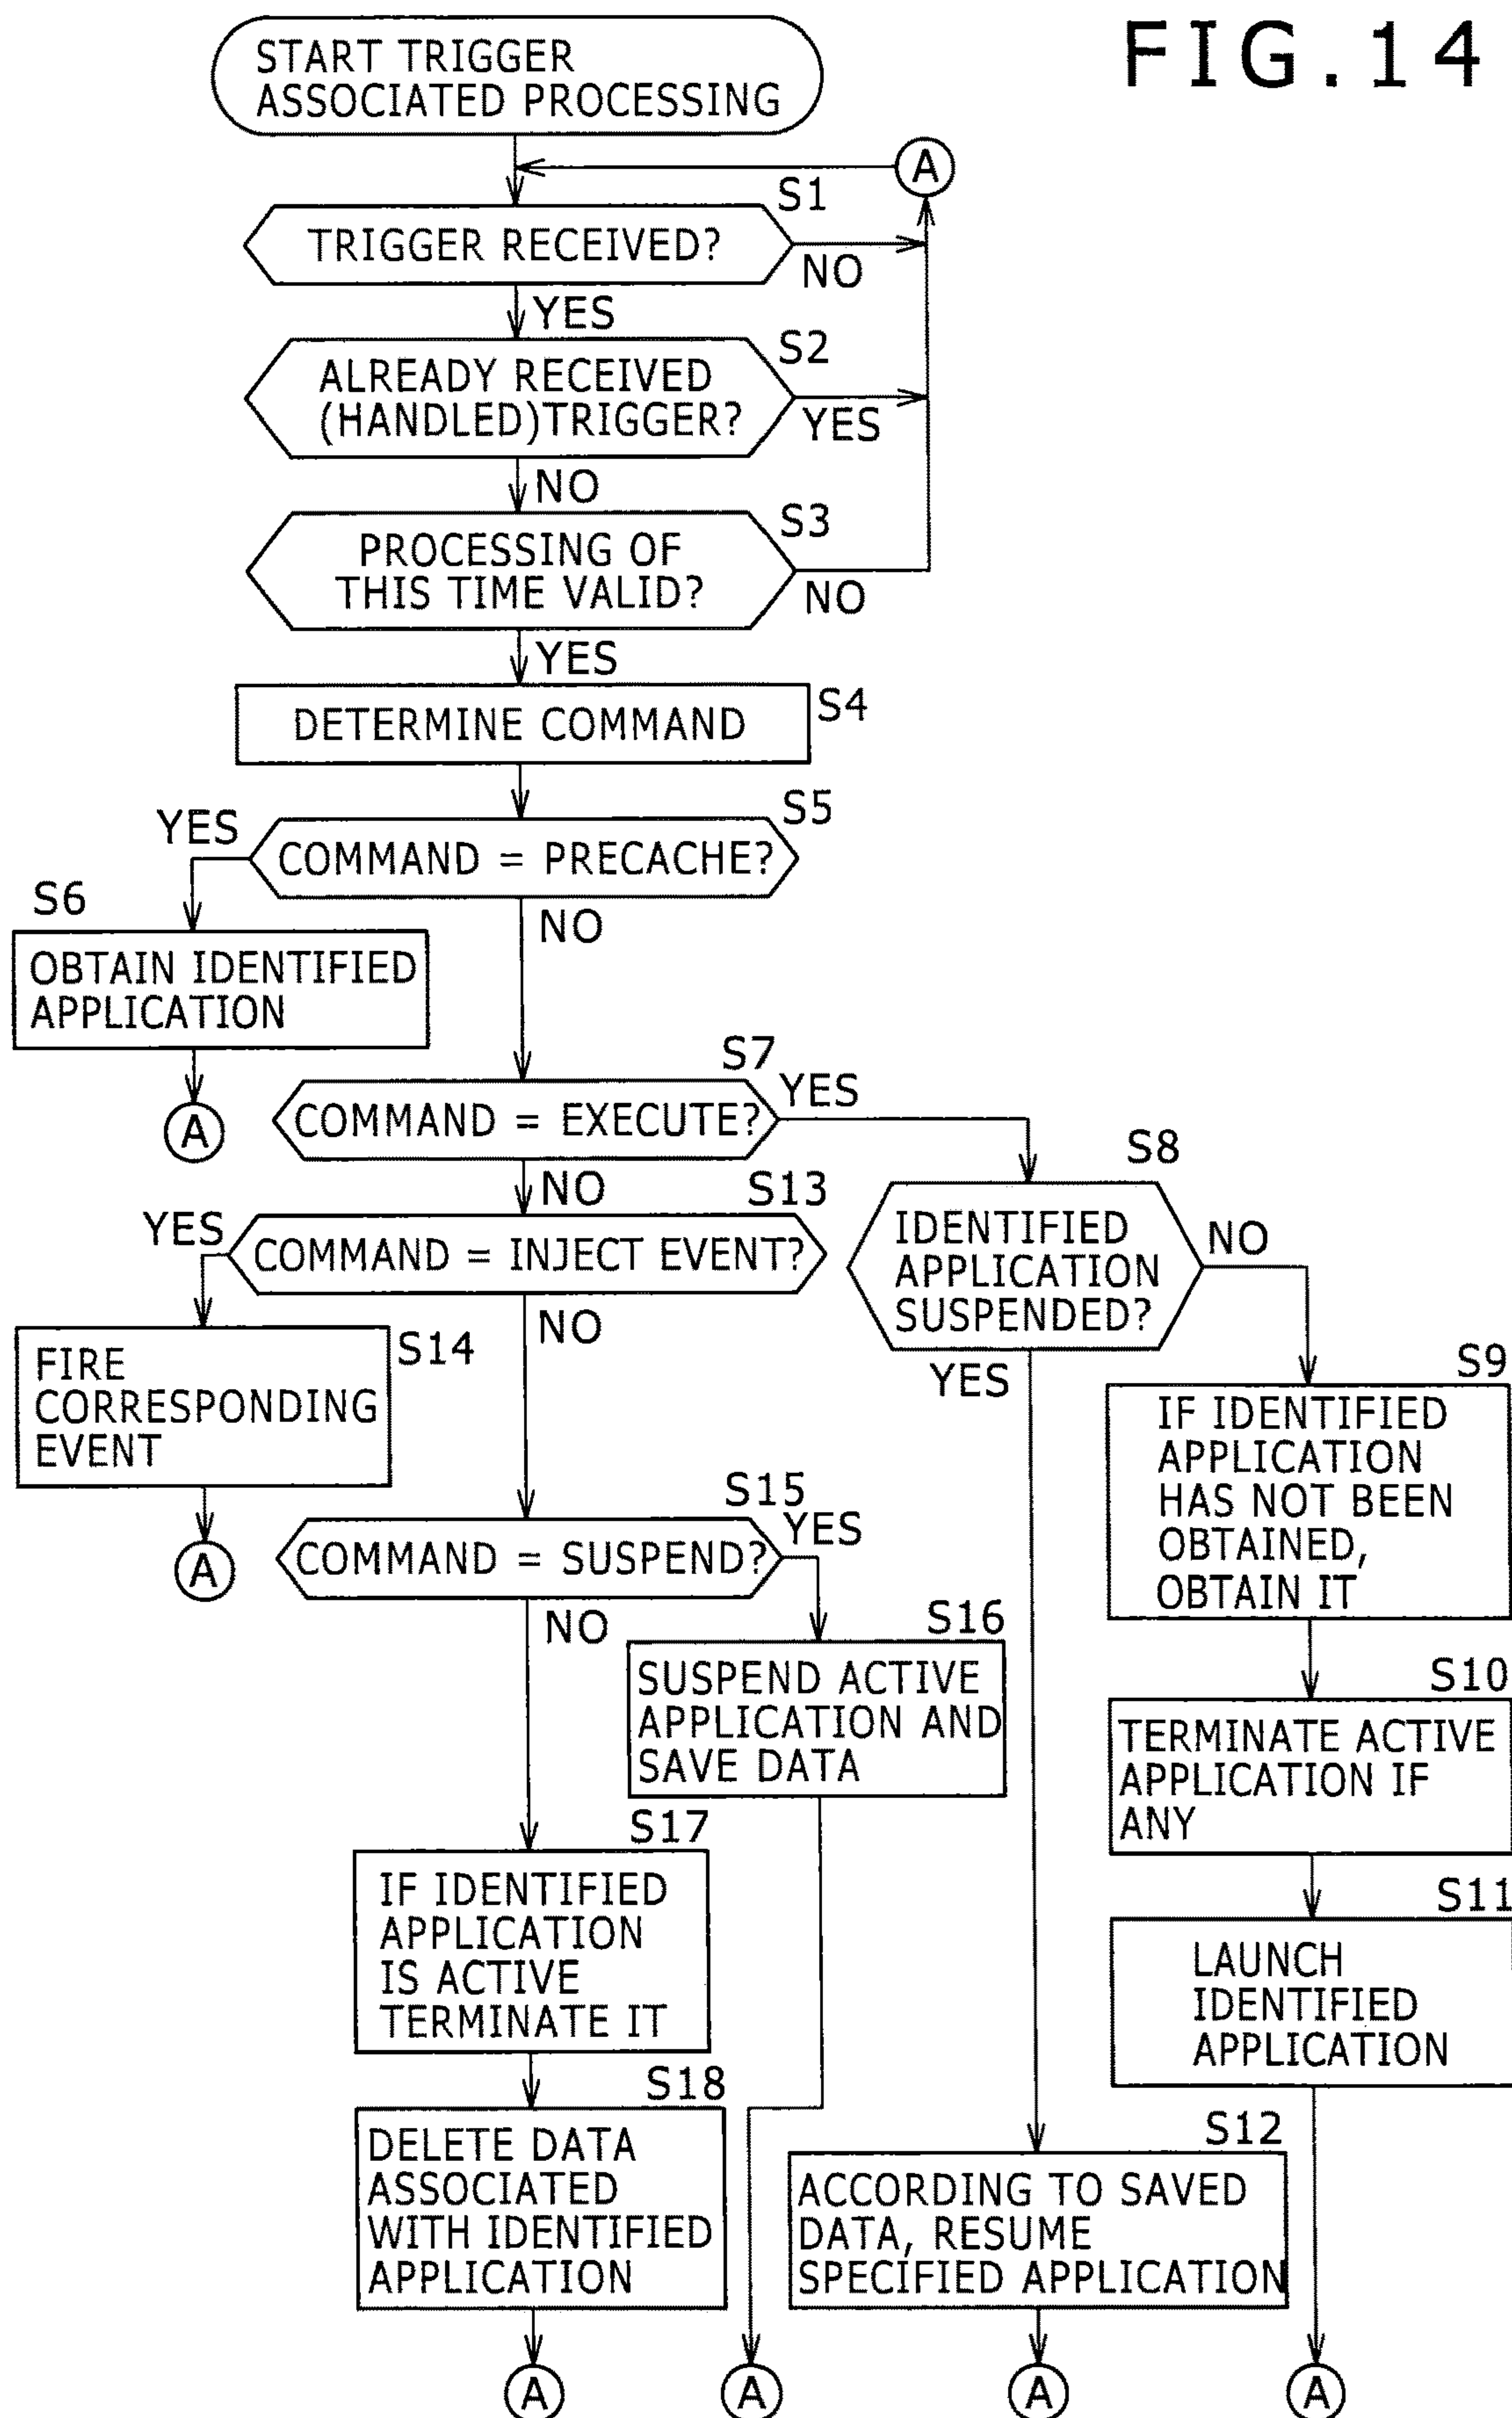 FIG.14
START TRIGGER
ASSOCIATED PROCESSING
A
S1
TRIGGER RECEIVED?
NO
YES
S2
ALREADY RECEIVED
(HANDLED)TRIGGER?
YES
NO
S3
PROCESSING OF
THIS TIME VALID?
NO
YES
DETERMINE COMMAND
S4
S5
YES
COMMAND = PRECACHE?
NO
S6
OBTAIN IDENTIFIED
APPLICATION
A
S7
COMMAND = EXECUTE?
YES
NO
S8
IDENTIFIED
APPLICATION
SUSPENDED?
NO
YES
S9
IF IDENTIFIED
APPLICATION
HAS NOT BEEN
OBTAINED,
OBTAIN IT
S10
TERMINATE ACTIVE
APPLICATION IF
ANY
S11
LAUNCH
IDENTIFIED
APPLICATION
A
S12
ACCORDING TO SAVED
DATA, RESUME
SPECIFIED APPLICATION
A
S13
YES
COMMAND = INJECT EVENT?
NO
S14
FIRE
CORRESPONDING
EVENT
A
S15
COMMAND = SUSPEND?
YES
NO
S16
SUSPEND ACTIVE
APPLICATION AND
SAVE DATA
A
S17
IF IDENTIFIED
APPLICATION
IS ACTIVE
TERMINATE IT
S18
DELETE DATA
ASSOCIATED
WITH IDENTIFIED
APPLICATION
A